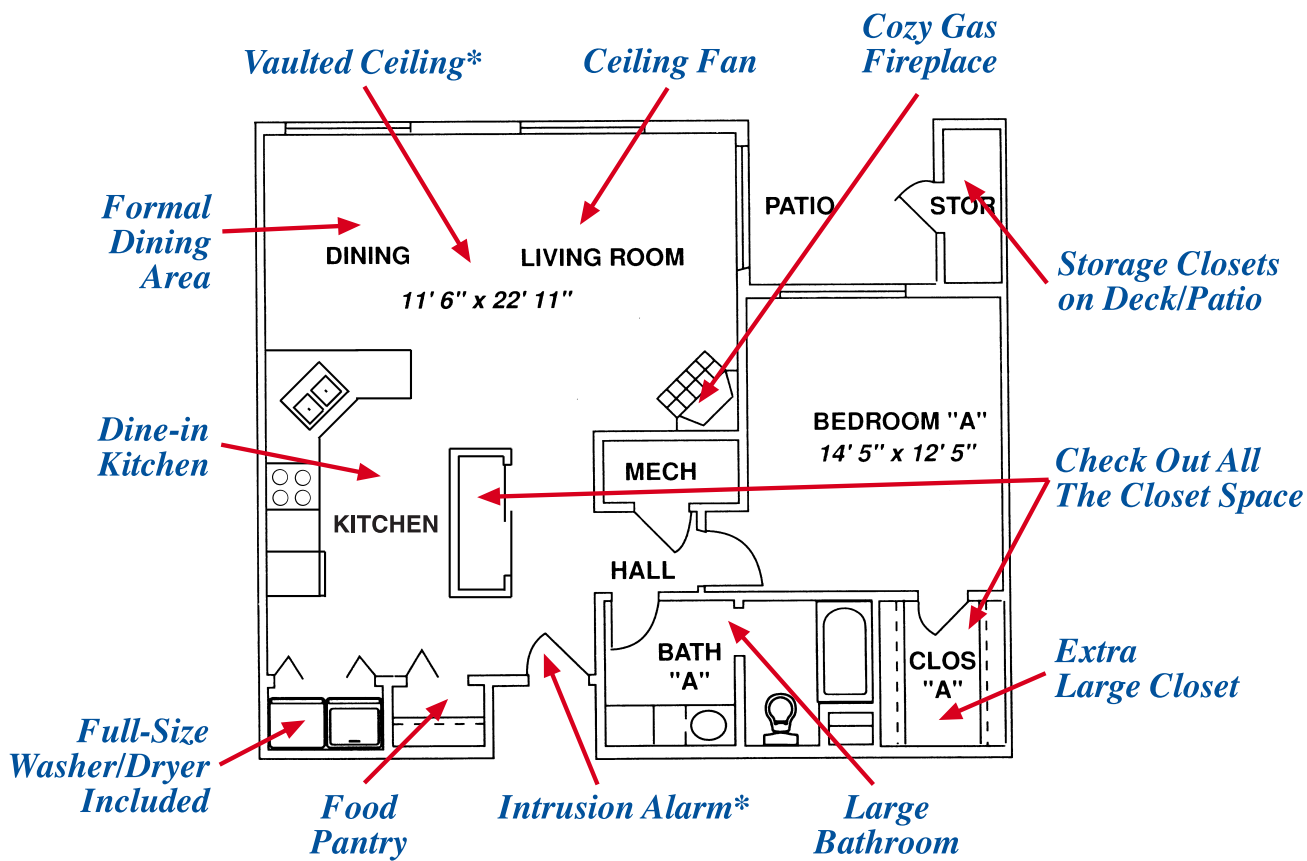 Cozy Gas
Fireplace
Vaulted Ceiling*
Ceiling Fan
Formal
Dining
Area
PATIO
STOR
DINING
LIVING ROOM
11' 6" x 22' 11"
Storage Closets
on Deck/Patio
Dine-in
Kitchen
BEDROOM "A"
14' 5" x 12' 5"
MECH
Check Out All
The Closet Space
KITCHEN
HALL
BATH
"A"
CLOS
"A"
Extra
Large Closet
Full-Size
Washer/Dryer
Included
Food
Pantry
Intrusion Alarm*
Large
Bathroom